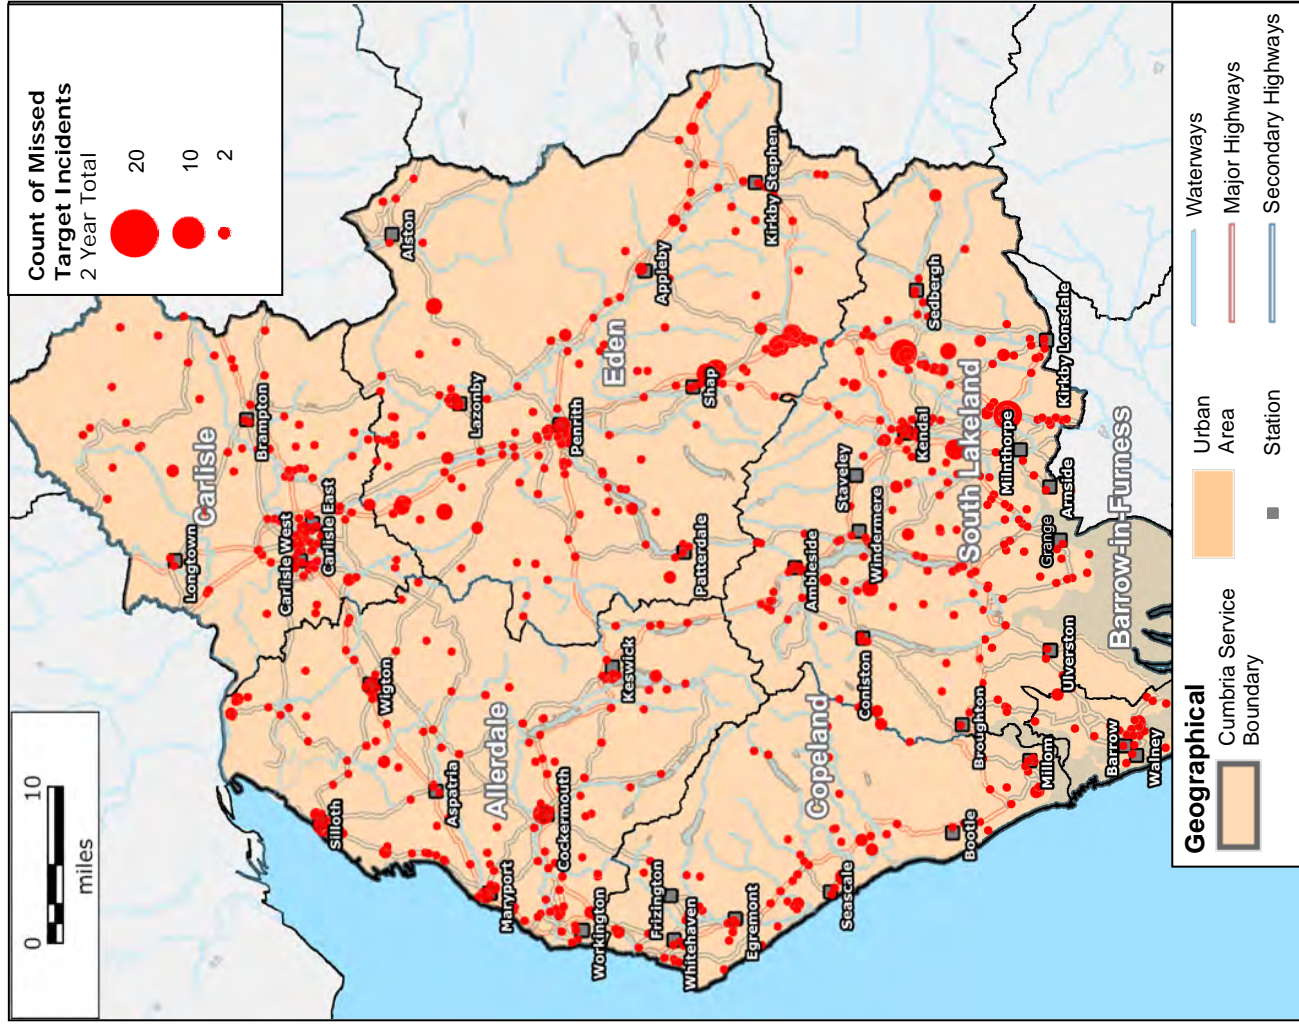 Count of Missed
Target Incidents
2 Year Total
20
10
2
0
10
miles
Alston
Brampton
Carlisle
Longtown
Carlisle West
Carlisle East
Lazonby
Penrith
Eden
Appleby
Kirkby Stephen
Shap
Patterdale
Wigton
Silloth
Aspatria
Allerdale
Maryport
Cockermouth
Keswick
Workington
Frizington
Whitehaven
Egremont
Seascale
Copeland
Bootle
Sedbergh
Kirkby Lonsdale
Kendal
South Lakeland
Staveley
Windermere
Milnthorpe
Arnside
Grange
Ambleside
Coniston
Broughton
Ulverston
Millom
Barrow
Walney
Barrow-in-Furness
Geographical
Cumbria Service
Boundary
Urban
Area
Station
Waterways
Major Highways
Secondary Highways